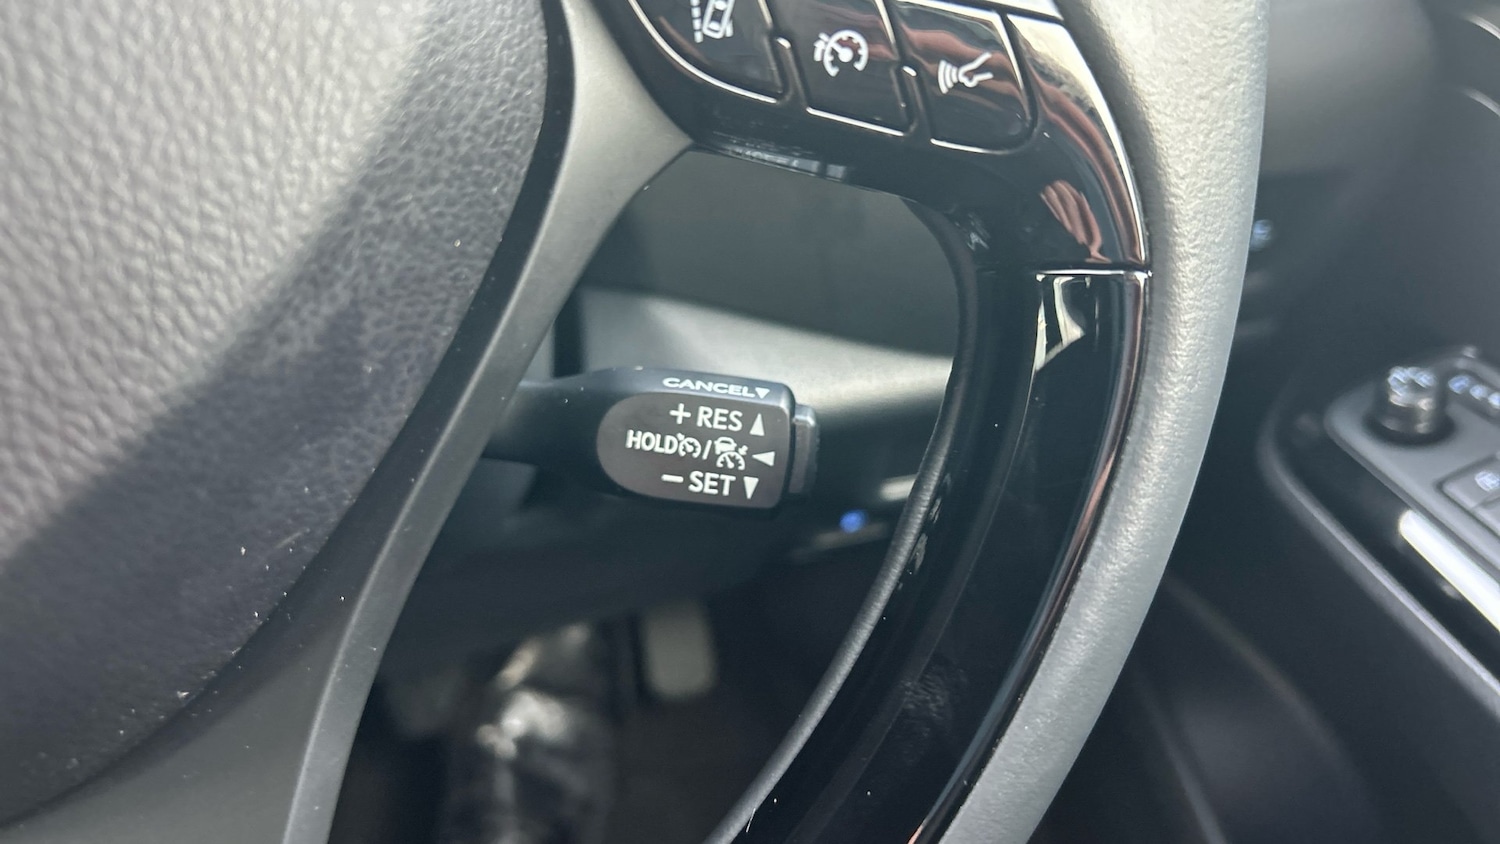 CANCEL▼
+RES▲
HOLD / ◄
−SET▼